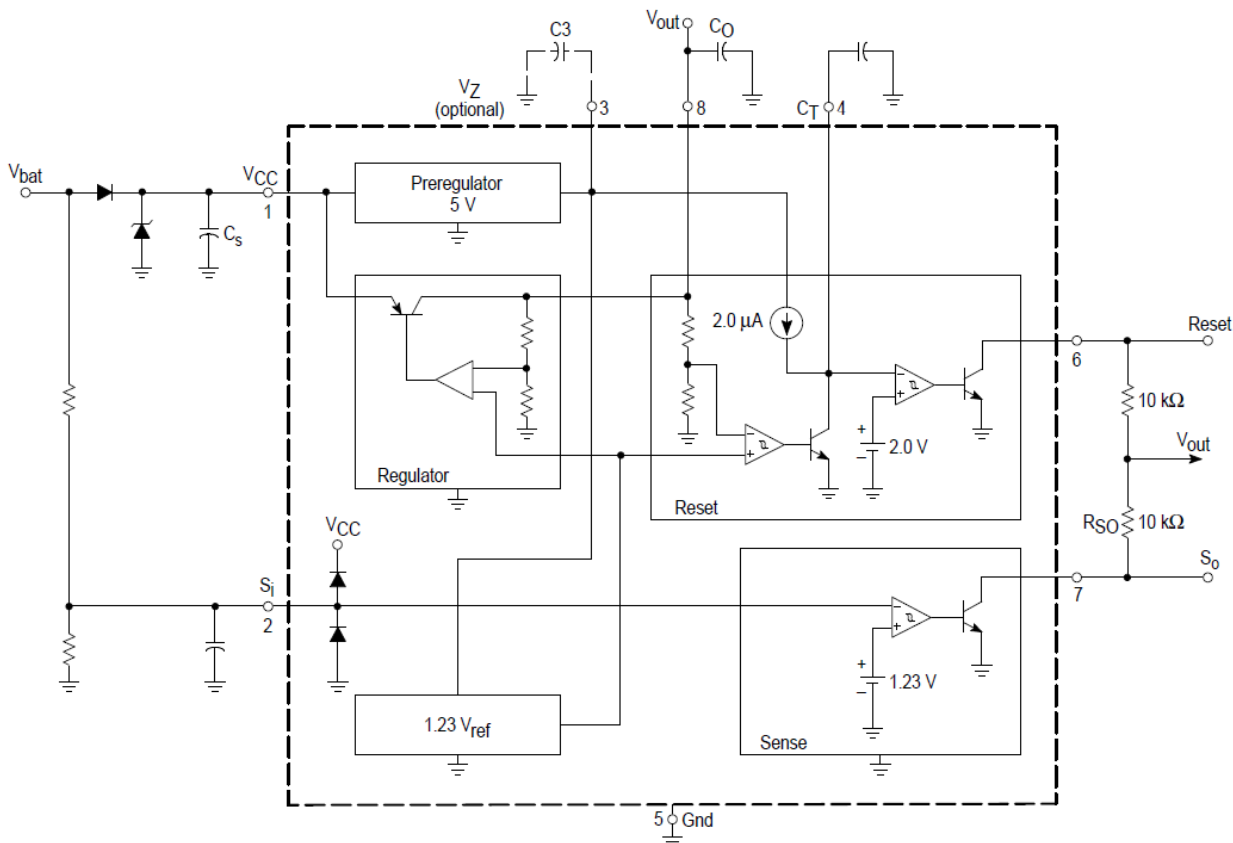 Vout
C3
CO
VZ
(optional)
3
8
CT
4
Vbat
VCC
1
Preregulator
5 V
Cs
2.0 μA
Reset
6
10 kΩ
2.0 V
Vout
Regulator
Reset
RSO
10 kΩ
VCC
Si
2
So
7
1.23 V
1.23 Vref
Sense
5
Gnd